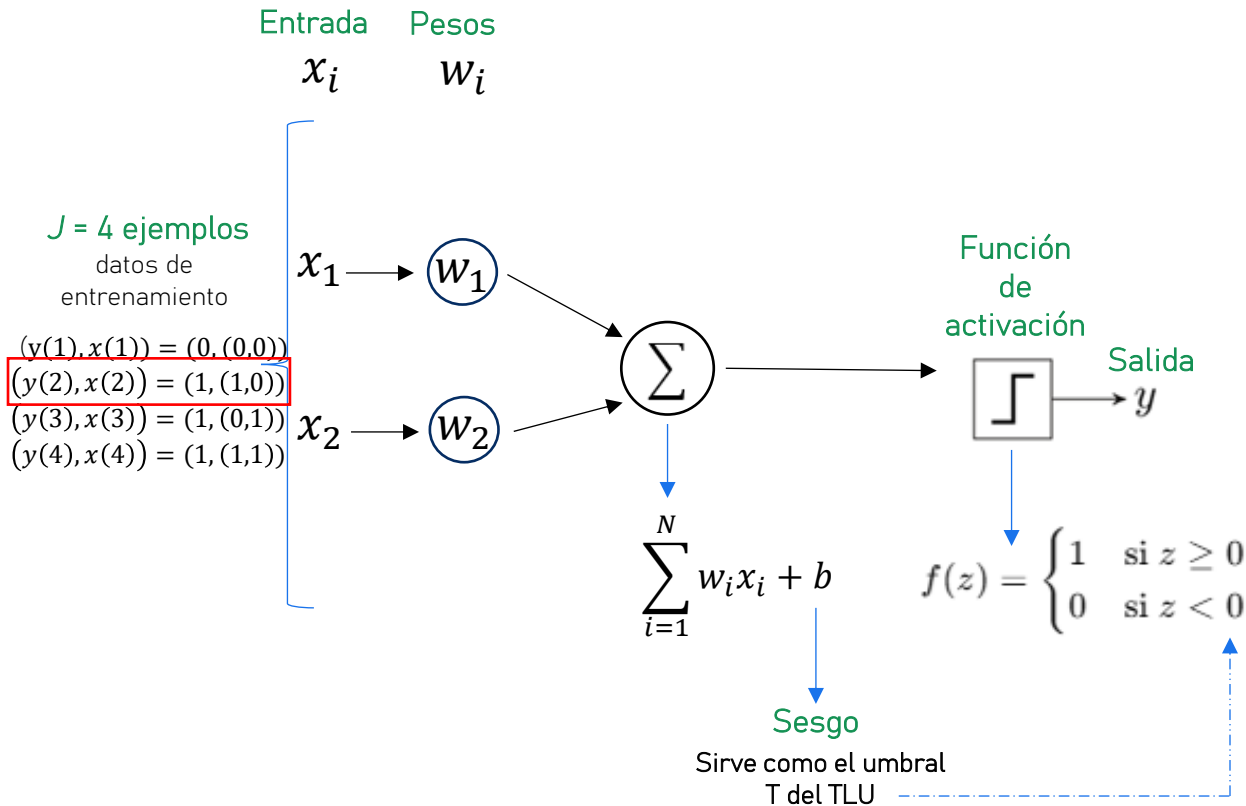 Entrada Pesos
x_i w_i
J = 4 ejemplos
datos de
entrenamiento
(y(1), x(1)) = (0, (0,0))
(y(2), x(2)) = (1, (1,0))
(y(3), x(3)) = (1, (0,1))
(y(4), x(4)) = (1, (1,1))
x_1 w_1
x_2 w_2
∑
∑_{i=1}^{N} w_i x_i + b
Sesgo
Sirve como el umbral
T del TLU
Función
de
activación
Salida
y
f(z) = { 1 si z ≥ 0
0 si z < 0